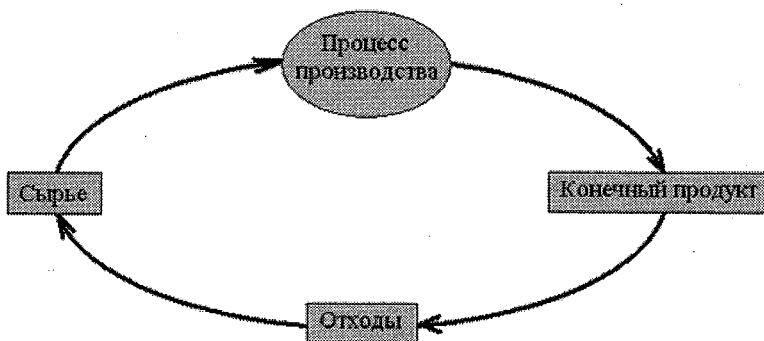 Процесс
производства
Сырье
Конечный продукт
Отходы